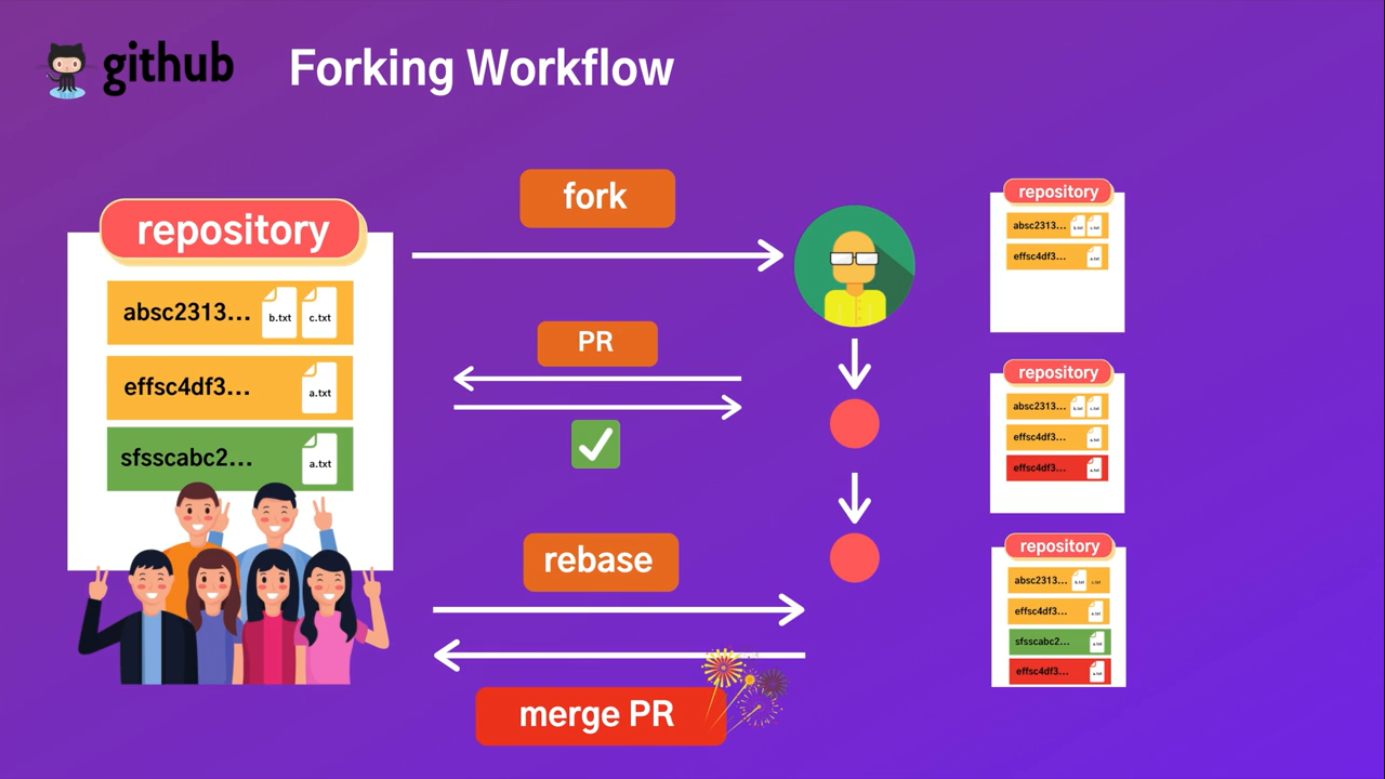 github
Forking Workflow
repository
absc2313...
b.txt
c.txt
effsc4df3...
a.txt
sfsscabc2...
a.txt
fork
PR
rebase
merge PR
repository
absc2313...
b.txt
c.txt
effsc4df3...
a.txt
repository
absc2313...
b.txt
c.txt
effsc4df3...
a.txt
effsc4df3...
a.txt
repository
absc2313...
b.txt
c.txt
effsc4df3...
a.txt
sfsscabc2...
a.txt
effsc4df3...
a.txt